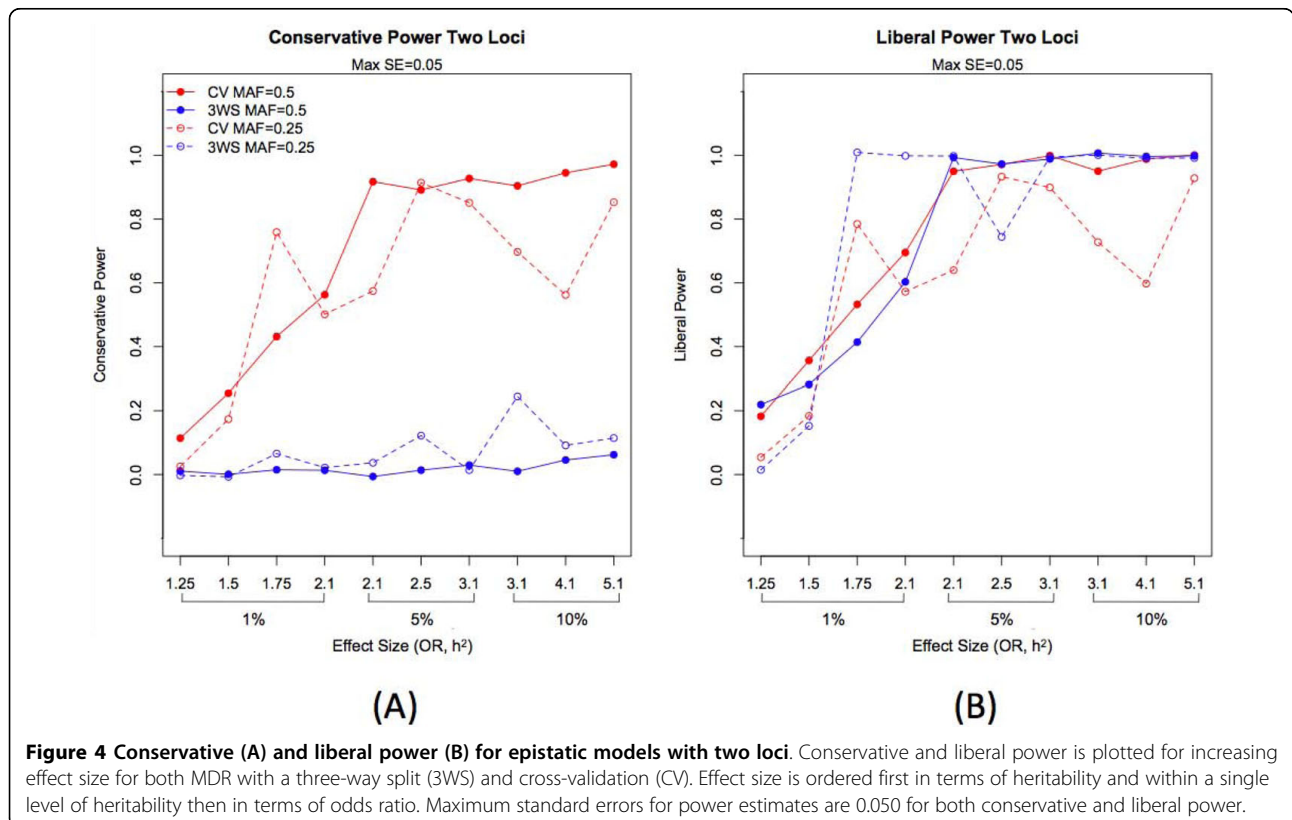 Conservative Power Two Loci
Max SE=0.05
CV MAF=0.5
3WS MAF=0.5
CV MAF=0.25
3WS MAF=0.25
Conservative Power
1.0
0.8
0.6
0.4
0.2
0.0
1.25 1.5 1.75 2.1 2.1 2.5 3.1 3.1 4.1 5.1
1% 5% 10%
Effect Size (OR, h²)
(A)
Liberal Power Two Loci
Max SE=0.05
Liberal Power
1.0
0.8
0.6
0.4
0.2
0.0
1.25 1.5 1.75 2.1 2.1 2.5 3.1 3.1 4.1 5.1
1% 5% 10%
Effect Size (OR, h²)
(B)
Figure 4 Conservative (A) and liberal power (B) for epistatic models with two loci. Conservative and liberal power is plotted for increasing
effect size for both MDR with a three-way split (3WS) and cross-validation (CV). Effect size is ordered first in terms of heritability and within a single
level of heritability then in terms of odds ratio. Maximum standard errors for power estimates are 0.050 for both conservative and liberal power.